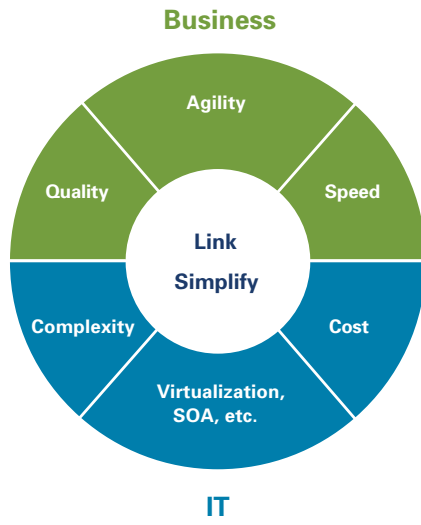 Business
Agility
Quality
Speed
Link
Simplify
Complexity
Cost
Virtualization,
SOA, etc.
IT